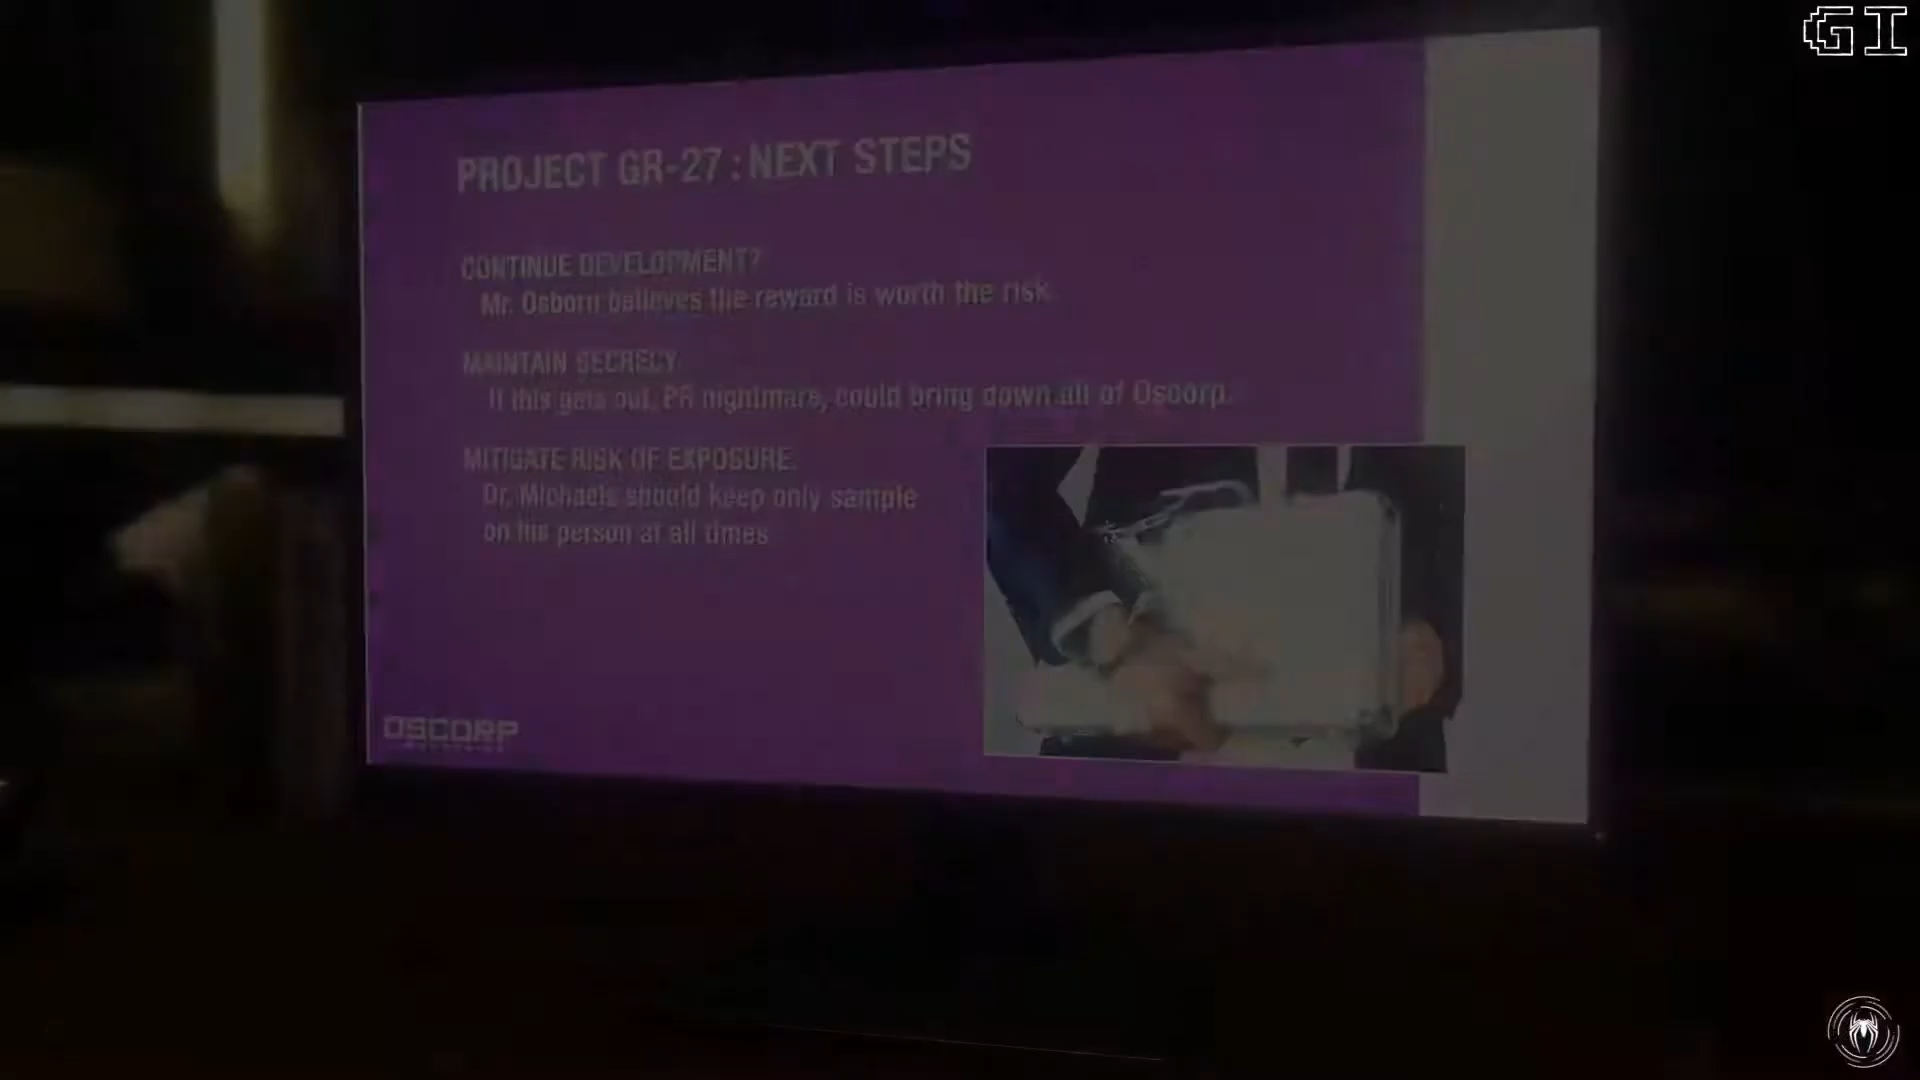 GI
PROJECT GR-27 : NEXT STEPS
CONTINUE DEVELOPMENT?
Mr. Osborn believes the reward is worth the risk.
MAINTAIN SECRECY.
If this gets out, PR nightmare, could bring down all of Oscorp.
MITIGATE RISK OF EXPOSURE.
Dr. Michaels should keep only sample
on his person at all times
OSCORP